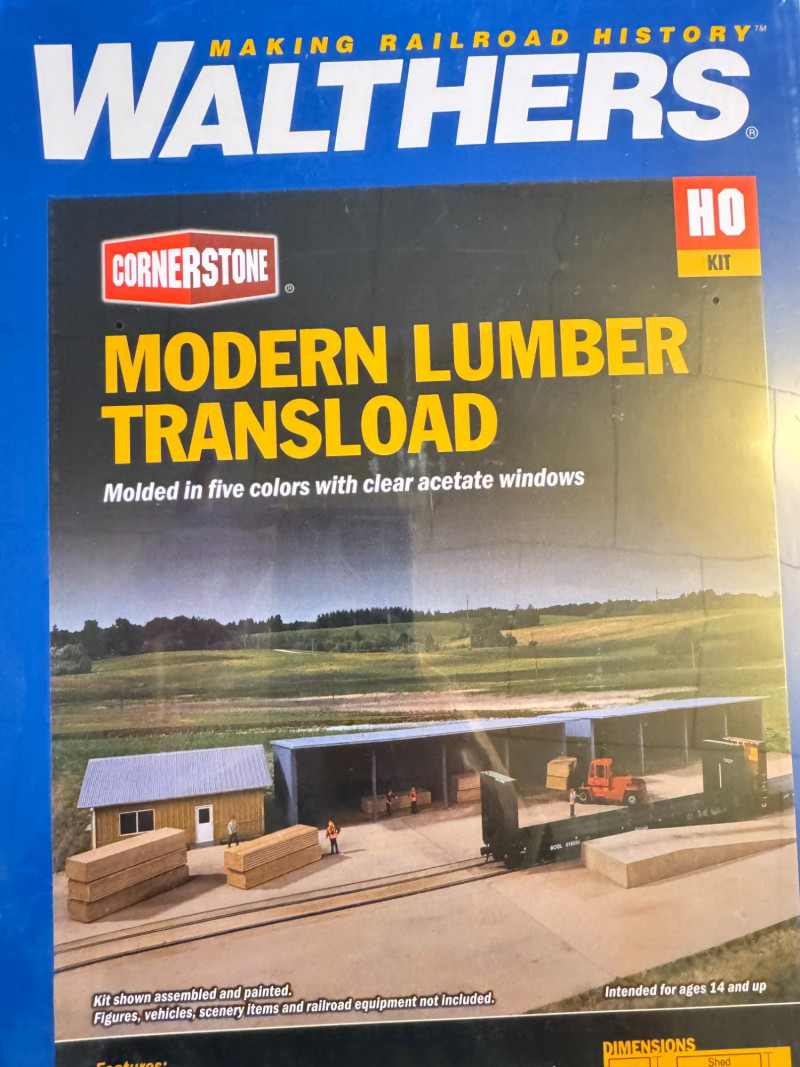 MAKING RAILROAD HISTORY™
WALTHERS®
HO
KIT
CORNERSTONE®
MODERN LUMBER
TRANSLOAD
Molded in five colors with clear acetate windows
BCOL
Kit shown assembled and painted.
Figures, vehicles, scenery items and railroad equipment not included.
Intended for ages 14 and up
Features:
DIMENSIONS
Shed